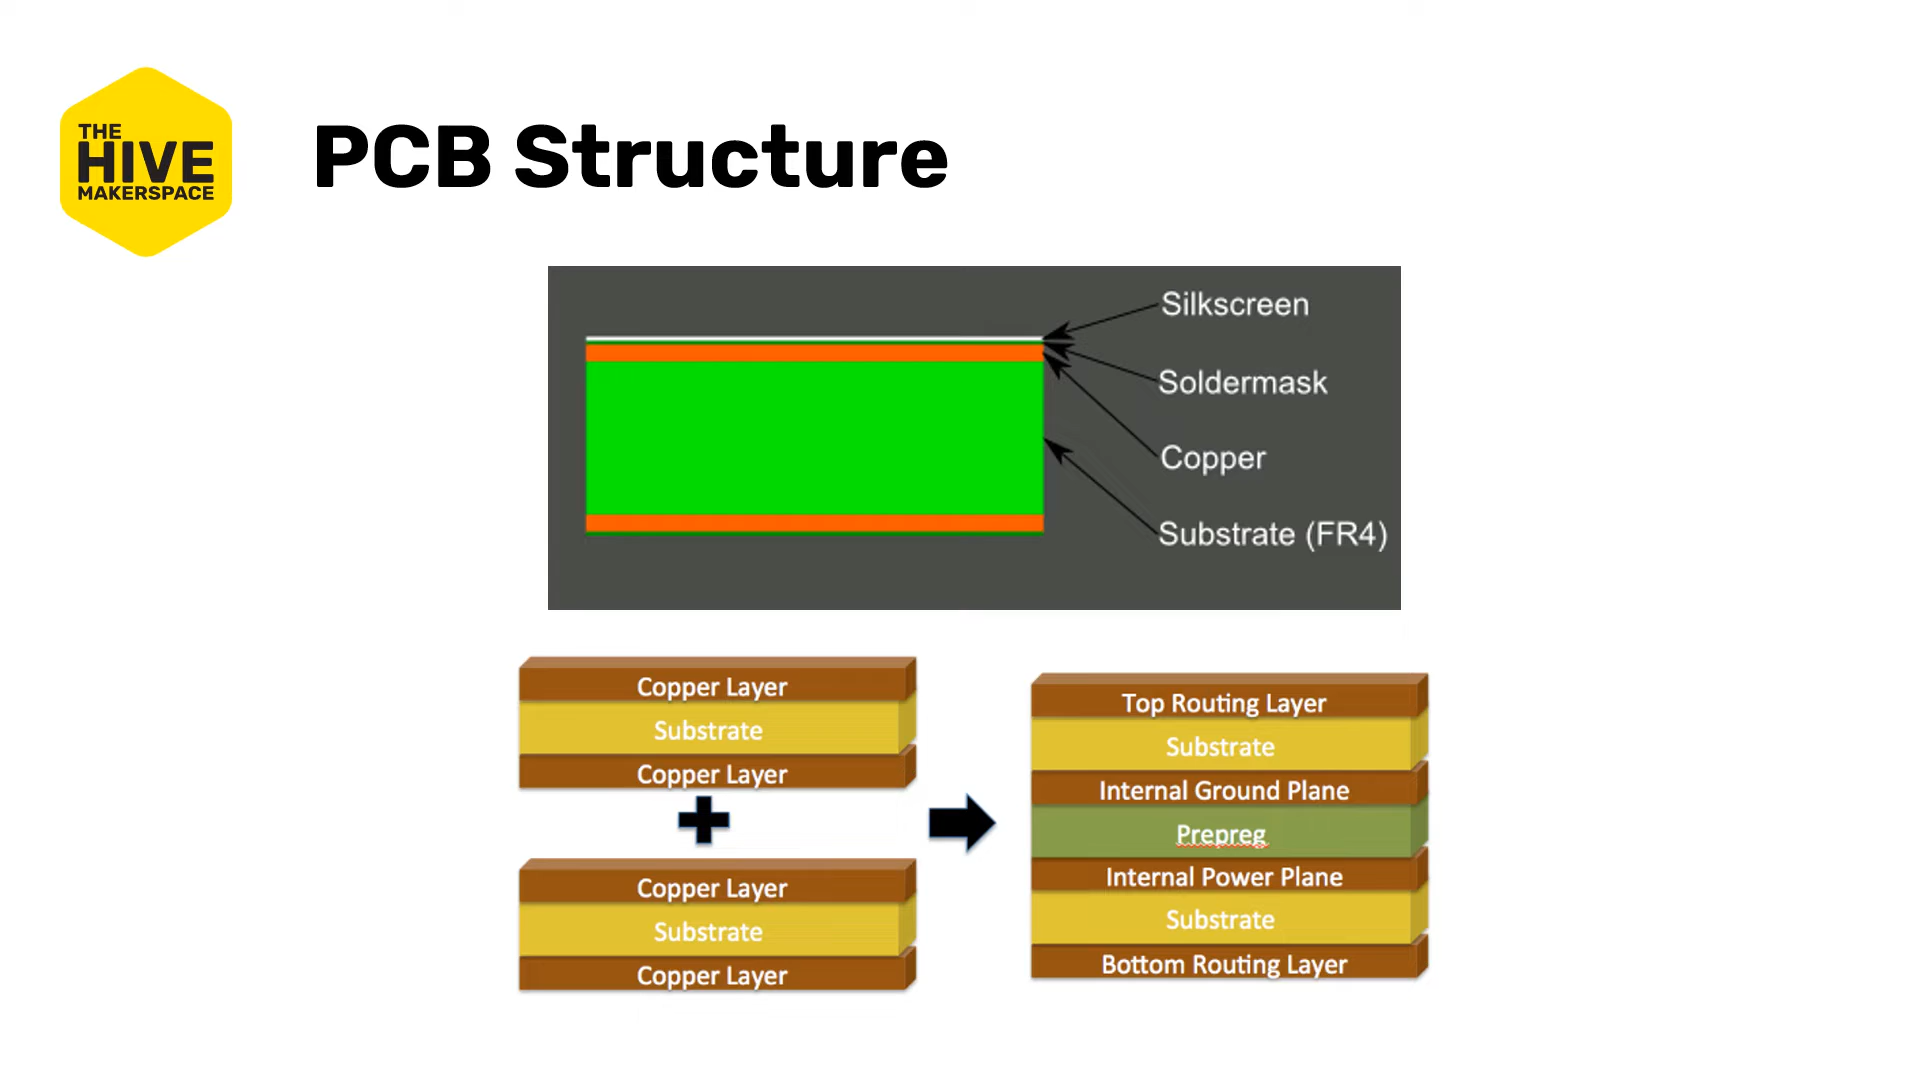 THE
HIVE
MAKERSPACE
PCB Structure
Silkscreen
Soldermask
Copper
Substrate (FR4)
Copper Layer
Substrate
Copper Layer
Copper Layer
Substrate
Copper Layer
Top Routing Layer
Substrate
Internal Ground Plane
Prepreg
Internal Power Plane
Substrate
Bottom Routing Layer